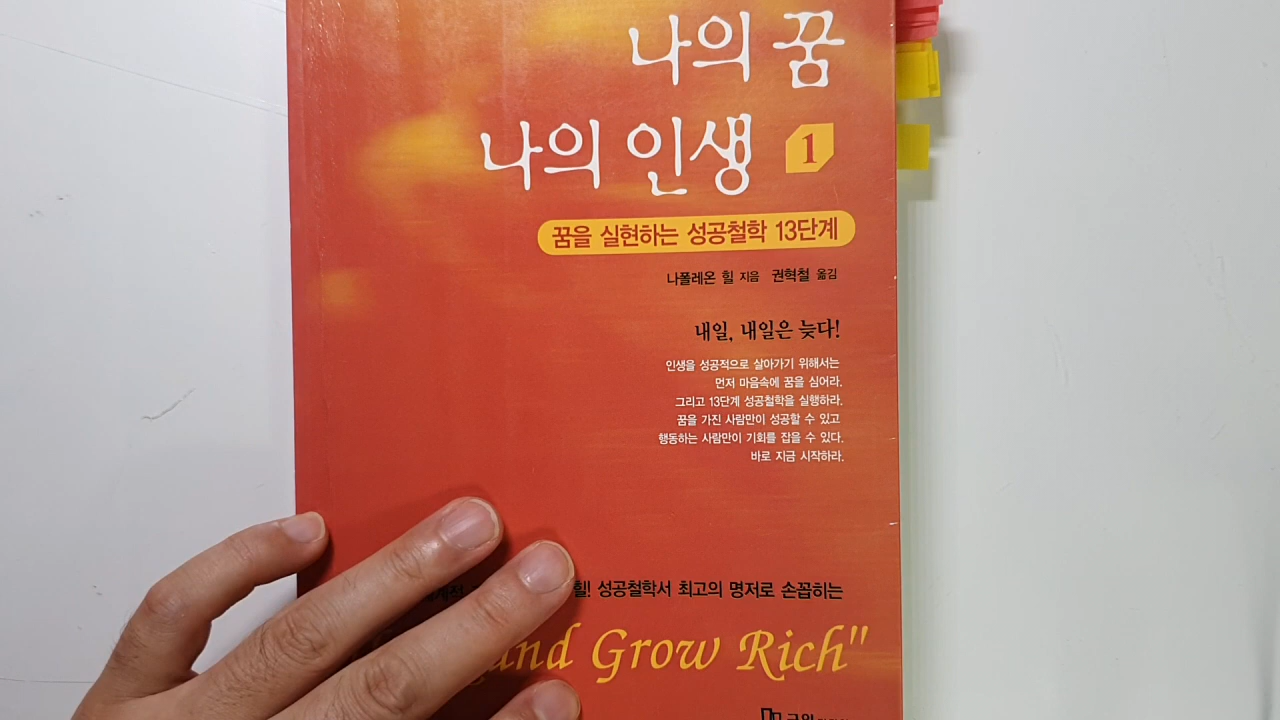 나의 꿈
나의 인생 1
꿈을 실현하는 성공철학 13단계
나폴레온 힐 지음 권혁철 옮김
내일, 내일은 늦다!
인생을 성공적으로 살아가기 위해서는
먼저 마음속에 꿈을 심어라.
그리고 13단계 성공철학을 실행하라.
꿈을 가진 사람만이 성공할 수 있고
행동하는 사람만이 기회를 잡을 수 있다.
바로 지금 시작하라.
힐! 성공철학서 최고의 명저로 손꼽히는
and Grow Rich"